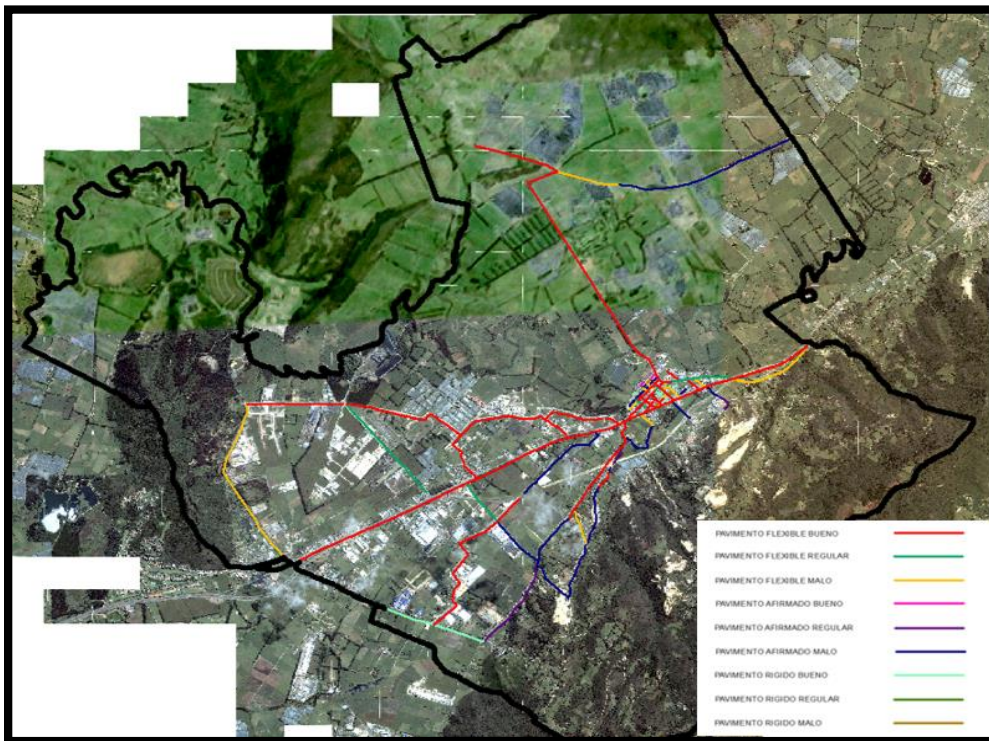 PAVIMENTO FLEXIBLE BUENO
PAVIMENTO FLEXIBLE REGULAR
PAVIMENTO FLEXIBLE MALO
PAVIMENTO AFIRMADO BUENO
PAVIMENTO AFIRMADO REGULAR
PAVIMENTO AFIRMADO MALO
PAVIMENTO RIGIDO BUENO
PAVIMENTO RIGIDO REGULAR
PAVIMENTO RIGIDO MALO